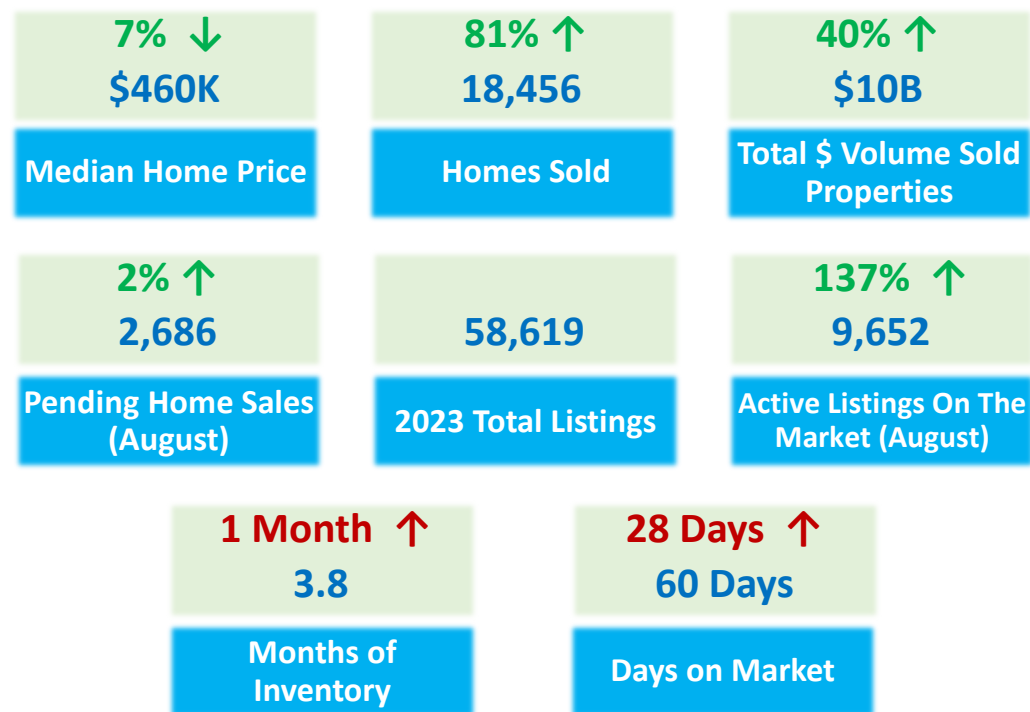 7% ↓
$460K
Median Home Price
81% ↑
18,456
Homes Sold
40% ↑
$10B
Total $ Volume Sold
Properties
2% ↑
2,686
Pending Home Sales
(August)
58,619
2023 Total Listings
137% ↑
9,652
Active Listings On The
Market (August)
1 Month ↑
3.8
Months of
Inventory
28 Days ↑
60 Days
Days on Market